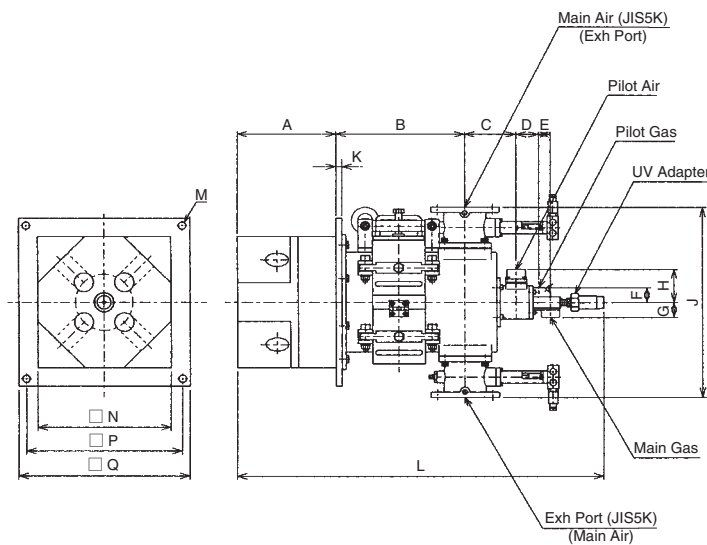 Main Air (JIS5K)
(Exh Port)
Pilot Air
A
B
C
D
E
Pilot Gas
K
UV Adapter
M
H
F
G
J
□ N
□ P
□ Q
L
Main Gas
Exh Port (JIS5K)
(Main Air)